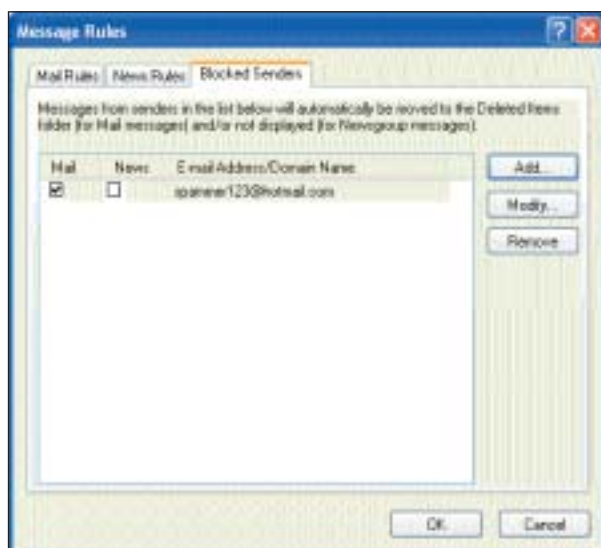 Message Rules
Mail Rules News Rules Blocked Senders
Messages from senders in the list below will automatically be moved to the Deleted Items
folder (for Mail messages) and/or not displayed (for Newsgroup messages).
Mail News E-mail Address/Domain Name
spammer123@hotmail.com
Add...
Modify...
Remove
OK Cancel